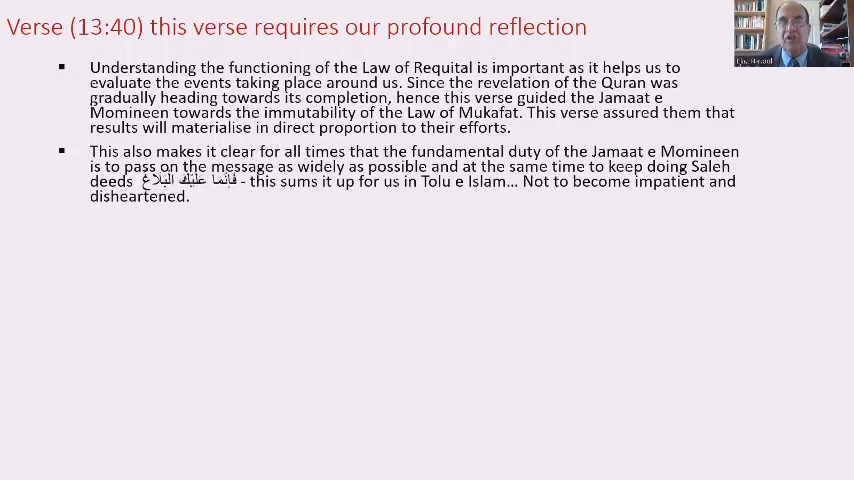 Verse (13:40) this verse requires our profound reflection
▪ Understanding the functioning of the Law of Requital is important as it helps us to
evaluate the events taking place around us. Since the revelation of the Quran was
gradually heading towards its completion, hence this verse guided the Jamaat e
Momineen towards the immutability of the Law of Mukafat. This verse assured them that
results will materialise in direct proportion to their efforts.
▪ This also makes it clear for all times that the fundamental duty of the Jamaat e Momineen
is to pass on the message as widely as possible and at the same time to keep doing Saleh
deeds فَإِنَّمَا عَلَيْكَ الْبَلَاغُ - this sums it up for us in Tolu e Islam… Not to become impatient and
disheartened.